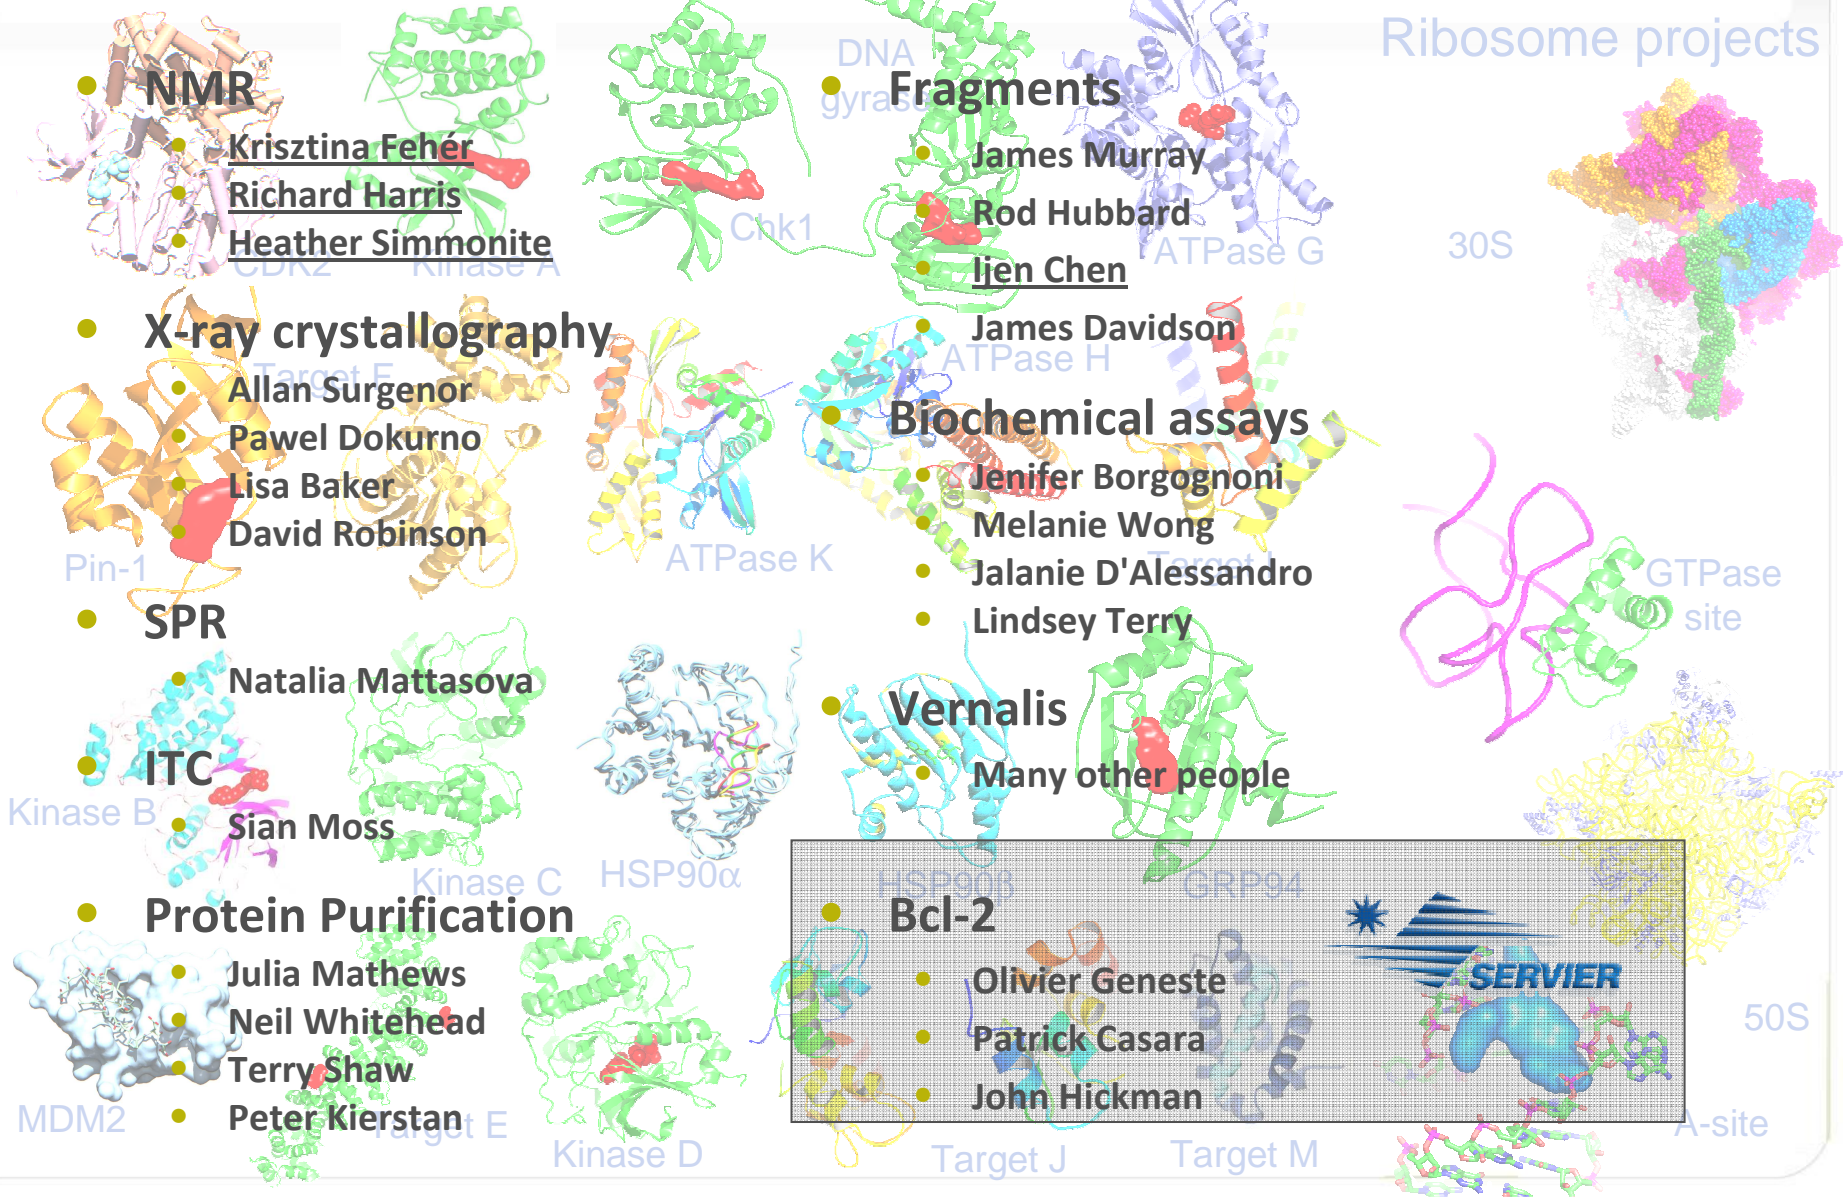 Ribosome projects
NMR
Krisztina Fehér
Richard Harris
Heather Simmonite
CDK2
Kinase A
X-ray crystallography
Allan Surgenor
Pawel Dokurno
Lisa Baker
David Robinson
Pin-1
SPR
Natalia Mattasova
ITC
Kinase B
Sian Moss
Kinase C
HSP90α
Protein Purification
Julia Mathews
Neil Whitehead
Terry Shaw
Peter Kierstan
MDM2
Target E
Kinase D
DNA
gyrase
Fragments
James Murray
Rod Hubbard
Chk1
ATPase G
Ijen Chen
James Davidson
ATPase H
Biochemical assays
Jenifer Borgognoni
Melanie Wong
ATPase K
Jalanie D'Alessandro
Lindsey Terry
Vernalis
Many other people
HSP90β
GRP94
Bcl-2
SERVIER
Olivier Geneste
Patrick Casara
John Hickman
Target J
Target M
30S
GTPase
site
50S
A-site